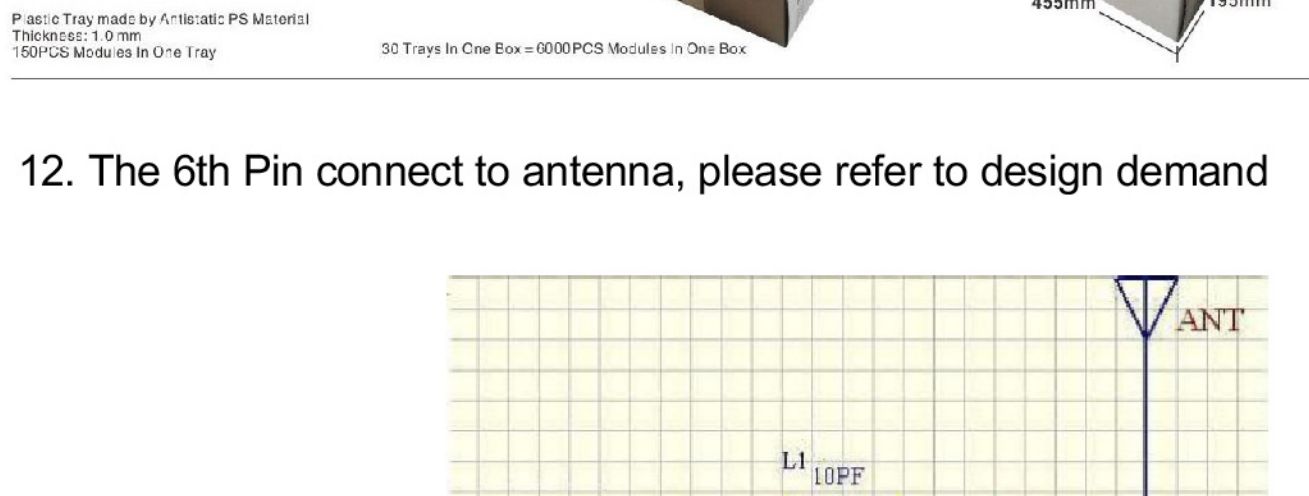 455mm
195mm
Plastic Tray made by Antistatic PS Material
Thickness: 1.0 mm
150PCS Modules In One Tray
30 Trays In One Box = 6000PCS Modules In One Box
12. The 6th Pin connect to antenna, please refer to design demand
ANT
L1
10PF